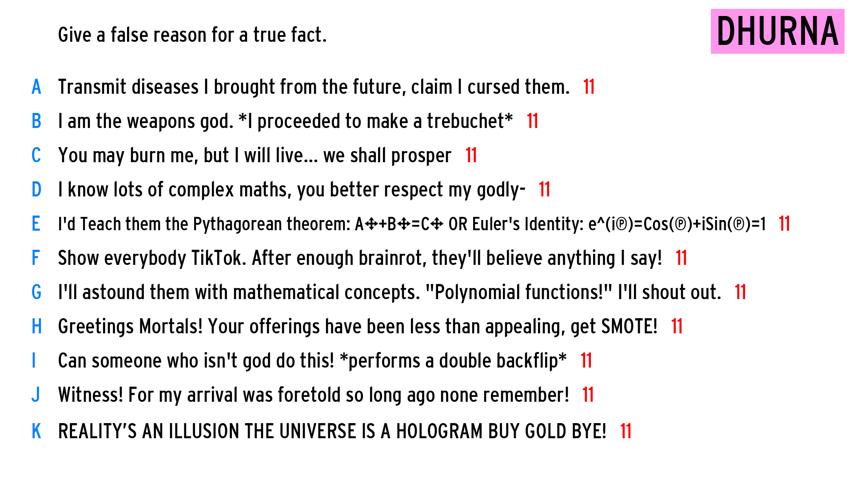 Give a false reason for a true fact.
DHURNA
A Transmit diseases I brought from the future, claim I cursed them. 11
B I am the weapons god. *I proceeded to make a trebuchet* 11
C You may burn me, but I will live... we shall prosper 11
D I know lots of complex maths, you better respect my godly- 11
E I'd Teach them the Pythagorean theorem: A✢+B✢=C✢ OR Euler's Identity: e^(i℗)=Cos(℗)+iSin(℗)=1 11
F Show everybody TikTok. After enough brainrot, they'll believe anything I say! 11
G I'll astound them with mathematical concepts. "Polynomial functions!" I'll shout out. 11
H Greetings Mortals! Your offerings have been less than appealing, get SMOTE! 11
I Can someone who isn't god do this! *performs a double backflip* 11
J Witness! For my arrival was foretold so long ago none remember! 11
K REALITY’S AN ILLUSION THE UNIVERSE IS A HOLOGRAM BUY GOLD BYE! 11